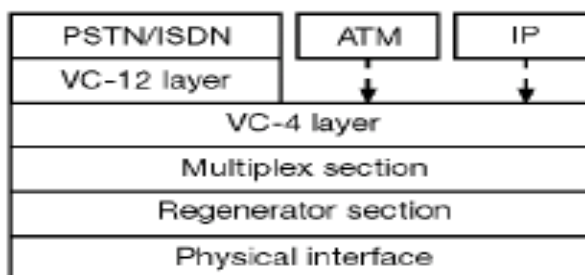 PSTN/ISDN ATM IP
VC-12 layer
VC-4 layer
Multiplex section
Regenerator section
Physical interface